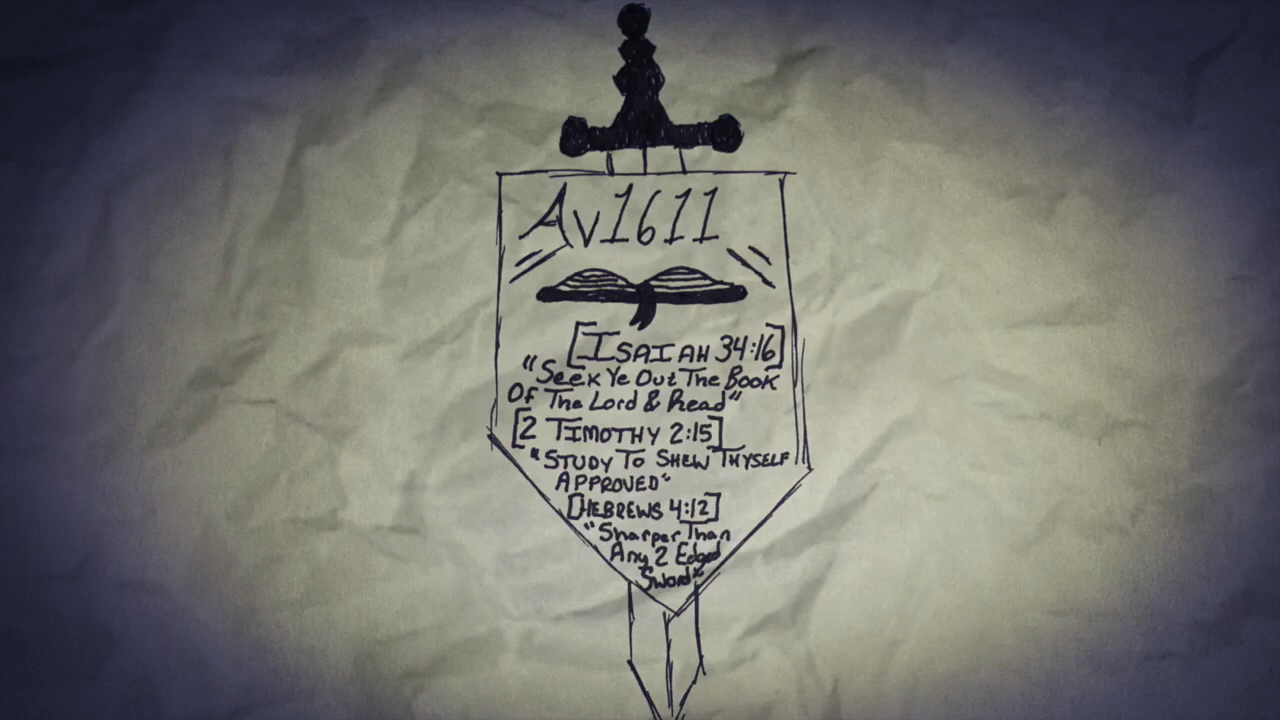 Av1611
[ISAIAH 34:16]
"Seek Ye Out The Book
Of The Lord & Read"
[2 TIMOTHY 2:15]
"STUDY TO SHEW THYSELF
APPROVED"
[HEBREWS 4:12]
"Sharper Than
Any 2 Edged
Sword"